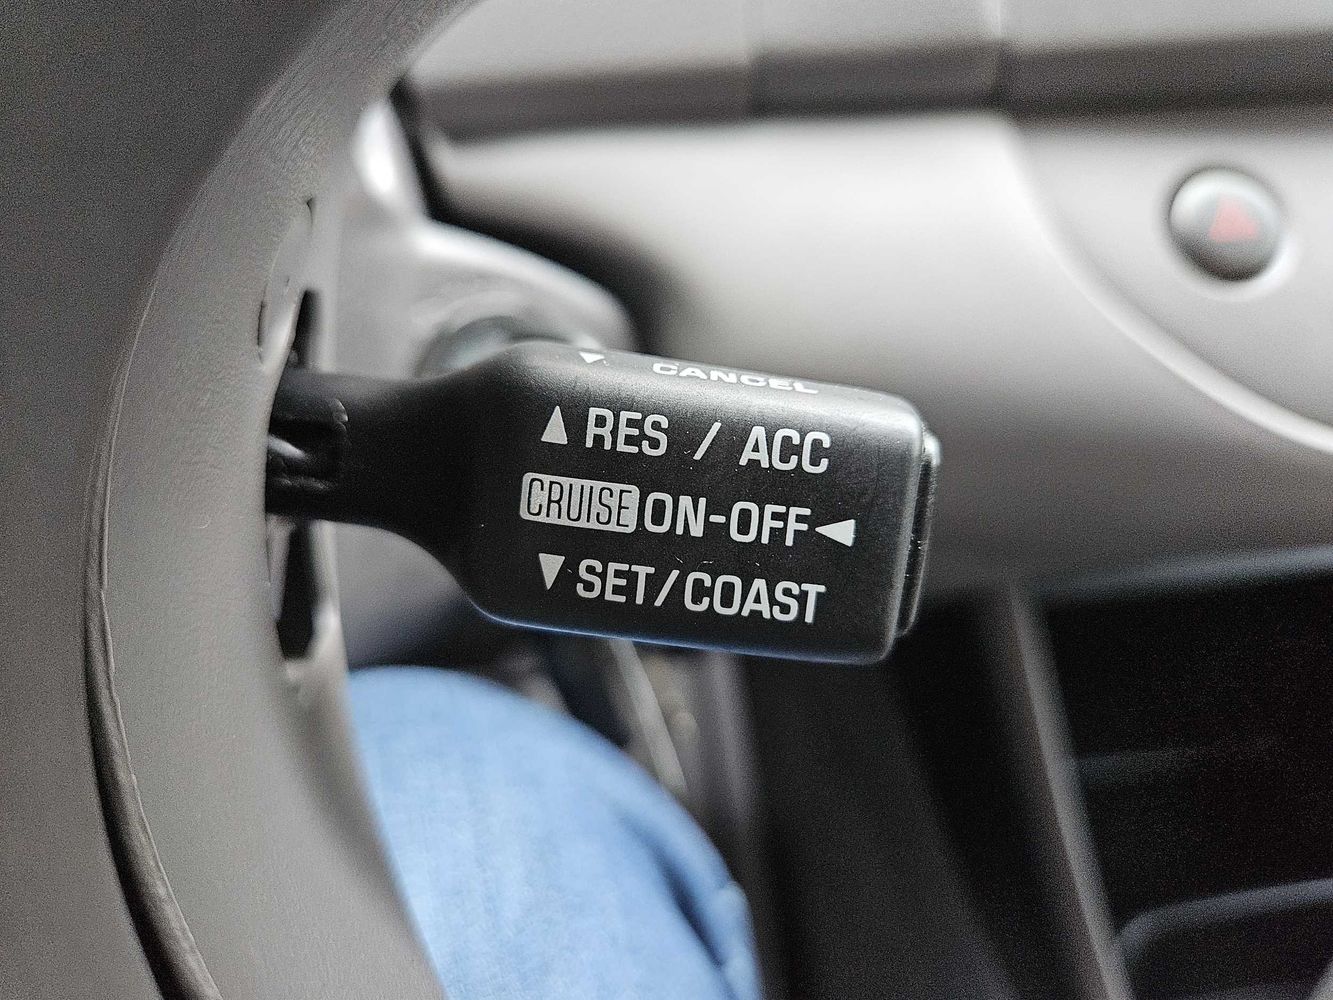 ▼ CANCEL
▲ RES / ACC
CRUISE ON-OFF ◀
▼ SET/COAST